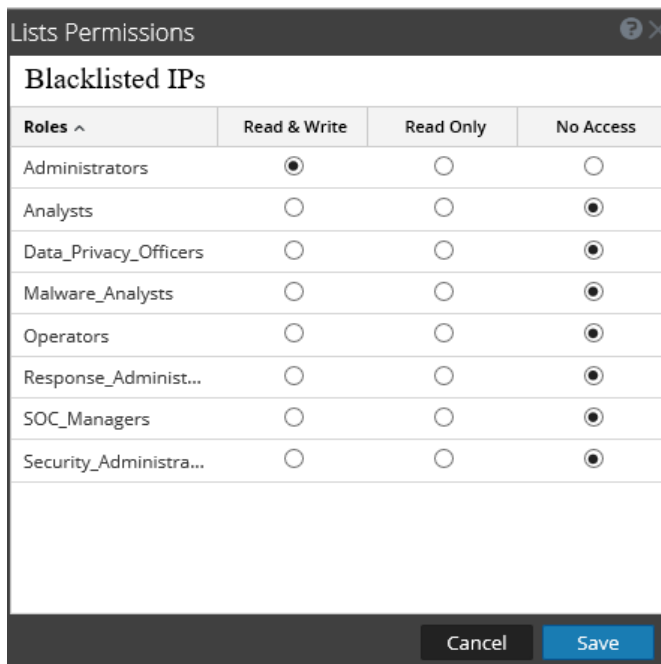 Lists Permissions
Blacklisted IPs
Roles Read & Write Read Only No Access
Administrators
Analysts
Data_Privacy_Officers
Malware_Analysts
Operators
Response_Administ...
SOC_Managers
Security_Administra...
Cancel Save